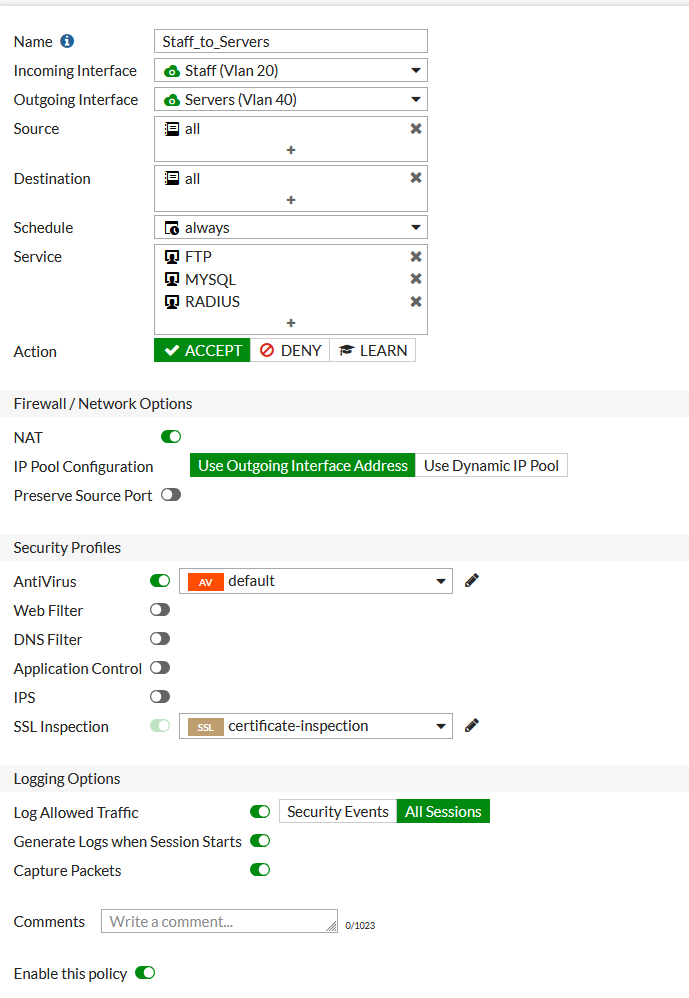 Name
Staff_to_Servers
Incoming Interface
Staff (Vlan 20)
Outgoing Interface
Servers (Vlan 40)
Source
all
+
Destination
all
+
Schedule
always
Service
FTP
MYSQL
RADIUS
+
Action
ACCEPT DENY LEARN
Firewall / Network Options
NAT
IP Pool Configuration
Use Outgoing Interface Address Use Dynamic IP Pool
Preserve Source Port
Security Profiles
AntiVirus
AV default
Web Filter
DNS Filter
Application Control
IPS
SSL Inspection
SSL certificate-inspection
Logging Options
Log Allowed Traffic
Security Events All Sessions
Generate Logs when Session Starts
Capture Packets
Comments
Write a comment...
0/1023
Enable this policy